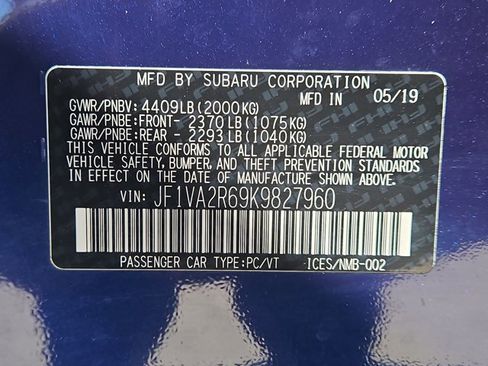 MFD BY SUBARU CORPORATION
GVWR/PNBV: 4409LB(2000KG) 05/19
GAWR/PNBE:FRONT- 2370LB(1075KG)
GAWR/PNBE:REAR - 2293LB(1040KG)
THIS VEHICLE CONFORMS TO ALL APPLICABLE FEDERAL MOTOR
VEHICLE SAFETY, BUMPER, AND THEFT PREVENTION STANDARDS
IN EFFECT ON THE DATE OF MANUFACTURE SHOWN ABOVE.
VIN: JF1VA2R69K9827960
PASSENGER CAR TYPE:PC/VT ICES/NMB-002